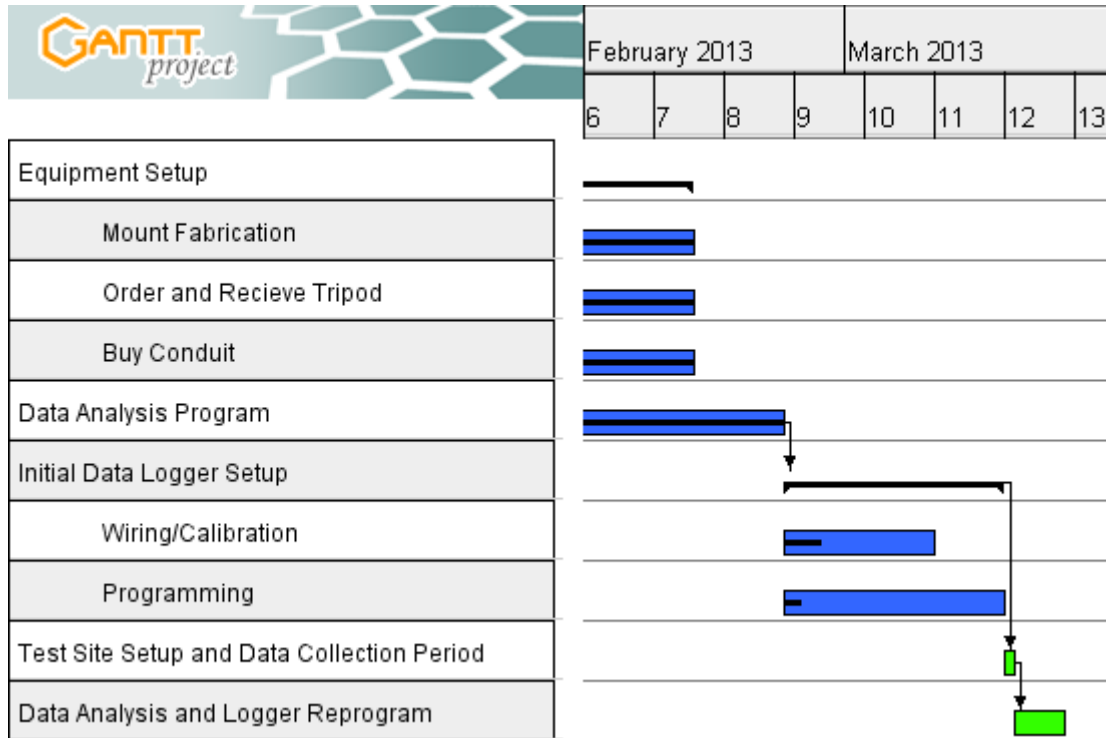 GANTT
project
February 2013
March 2013
6 7 8 9 10 11 12 13
Equipment Setup
Mount Fabrication
Order and Recieve Tripod
Buy Conduit
Data Analysis Program
Initial Data Logger Setup
Wiring/Calibration
Programming
Test Site Setup and Data Collection Period
Data Analysis and Logger Reprogram